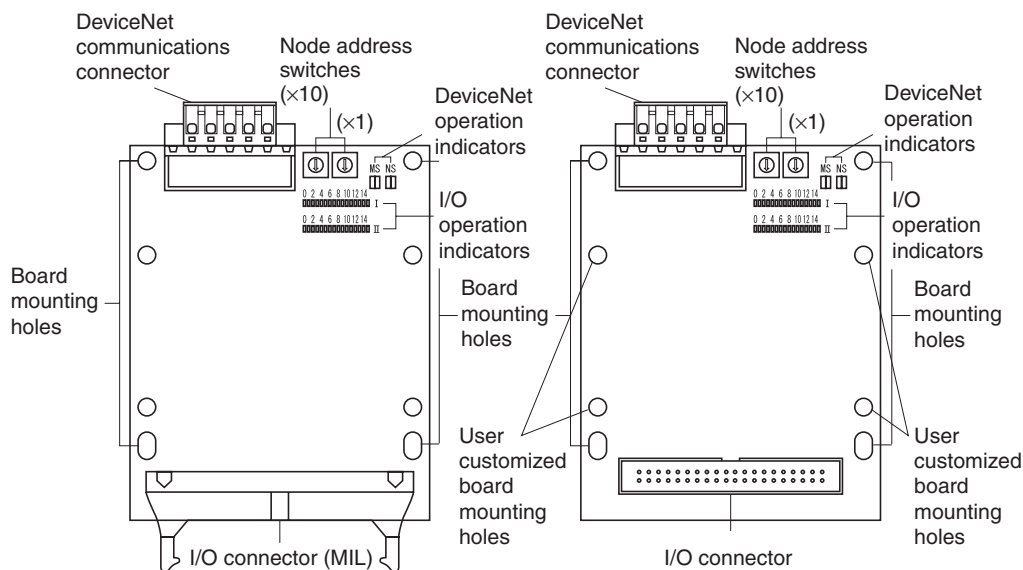 DeviceNet
communications
connector
Node address
switches
(×10)
(×1)
DeviceNet
operation
indicators
MS NS
0 2 4 6 8 10 12 14 I
0 2 4 6 8 10 12 14 II
I/O
operation
indicators
Board
mounting
holes
Board
mounting
holes
I/O connector (MIL)
DeviceNet
communications
connector
Node address
switches
(×10)
(×1)
DeviceNet
operation
indicators
MS NS
0 2 4 6 8 10 12 14 I
0 2 4 6 8 10 12 14 II
I/O
operation
indicators
Board
mounting
holes
User
customized
board
mounting
holes
User
customized
board
mounting
holes
I/O connector